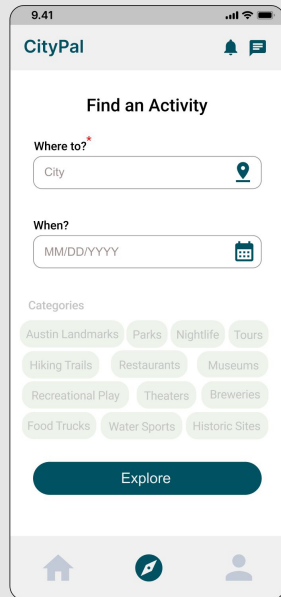 9.41
CityPal
Find an Activity
Where to?*
City
When?
MM/DD/YYYY
Categories
Austin Landmarks Parks Nightlife Tours
Hiking Trails Restaurants Museums
Recreational Play Theaters Breweries
Food Trucks Water Sports Historic Sites
Explore